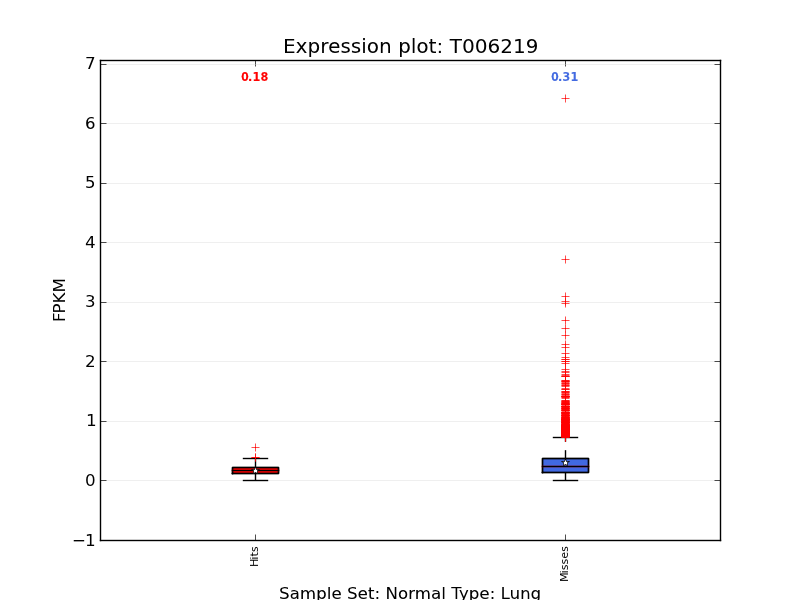 Expression plot: T006219
7
0.18
0.31
6
5
4
3
2
1
0
−1
FPKM
Hits
Misses
Sample Set: Normal Type: Lung